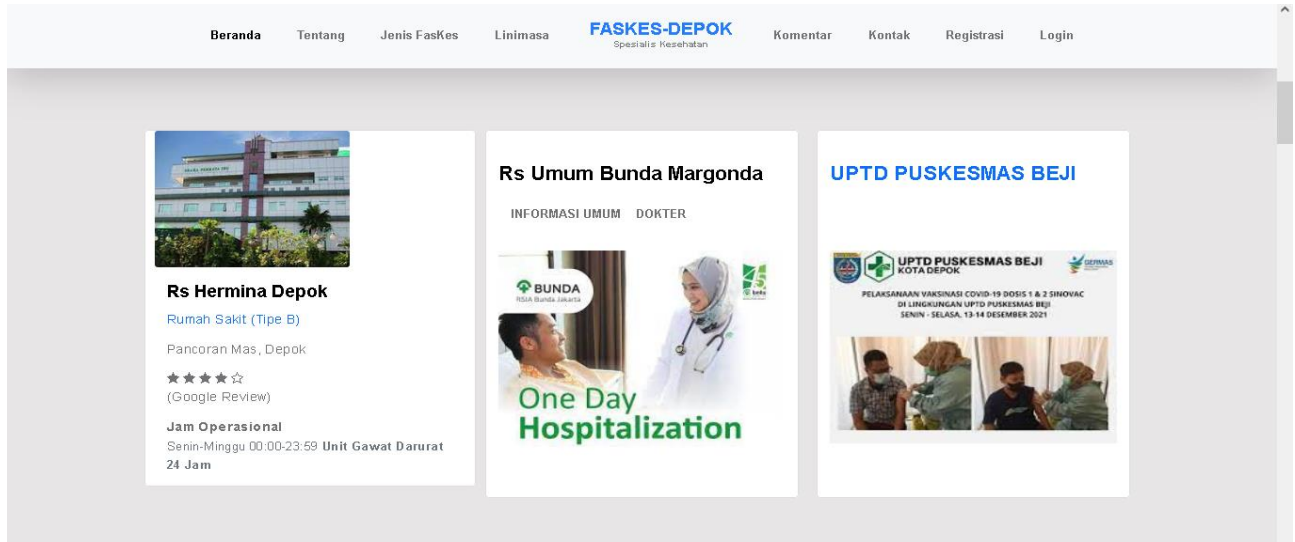 Beranda
Tentang
Jenis FasKes
Linimasa
FASKES-DEPOK
Spesialis Kesehatan
Komentar
Kontak
Registrasi
Login
Rs Hermina Depok
Rumah Sakit (Tipe B)
Pancoran Mas, Depok
(Google Review)
Jam Operasional
Senin-Minggu 00:00-23:59 Unit Gawat Darurat
24 Jam
Rs Umum Bunda Margonda
INFORMASI UMUM DOKTER
BUNDA
RSIA Bunda Jakarta
One Day
Hospitalization
UPTD PUSKESMAS BEJI
UPTD PUSKESMAS BEJI
KOTA DEPOK
GERMAS
PELAKSANAAN VAKSINASI COVID-19 DOSIS 1 & 2 SINOVAC
DI LINGKUNGAN UPTD PUSKESMAS BEJI
SENIN - SELASA, 13-14 DESEMBER 2021